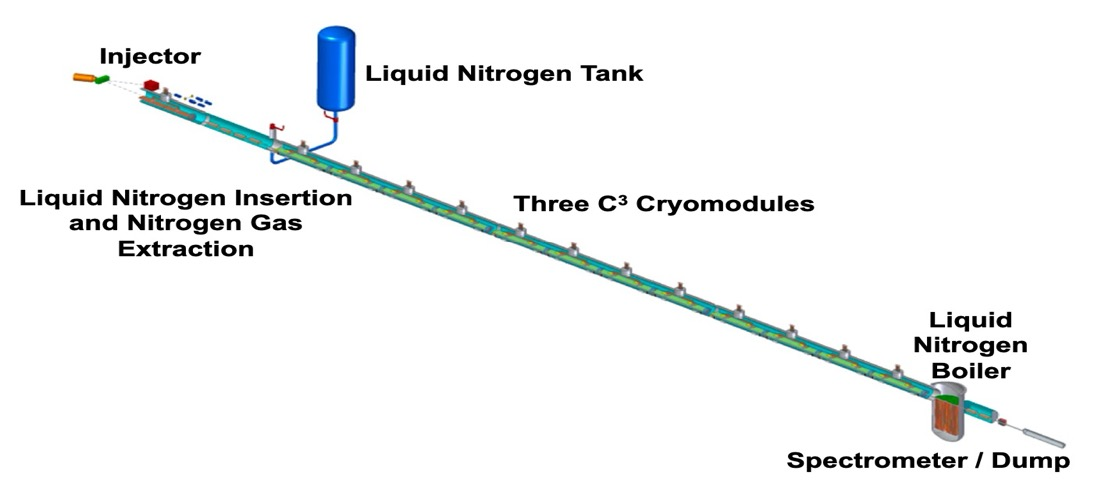 Injector
Liquid Nitrogen Tank
Liquid Nitrogen Insertion
and Nitrogen Gas
Extraction
Three C³ Cryomodules
Liquid
Nitrogen
Boiler
Spectrometer / Dump